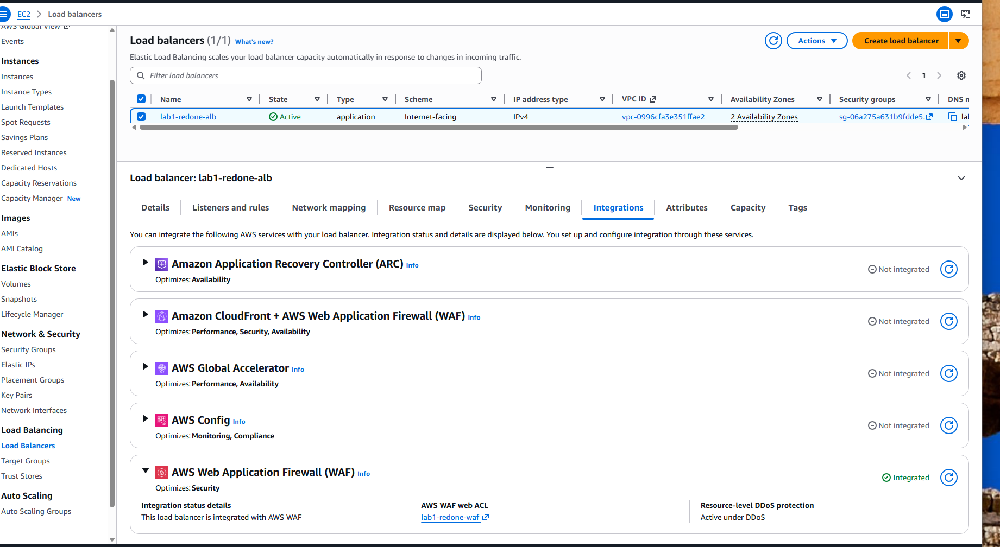 EC2 > Load balancers
AWS Global View
Events
Instances
Instances
Instance Types
Launch Templates
Spot Requests
Savings Plans
Reserved Instances
Dedicated Hosts
Capacity Reservations
Capacity Manager New
Images
AMIs
AMI Catalog
Elastic Block Store
Volumes
Snapshots
Lifecycle Manager
Network & Security
Security Groups
Elastic IPs
Placement Groups
Key Pairs
Network Interfaces
Load Balancing
Load Balancers
Target Groups
Trust Stores
Auto Scaling
Auto Scaling Groups
Load balancers (1/1) What's new?
Actions
Create load balancer
Elastic Load Balancing scales your load balancer capacity automatically in response to changes in incoming traffic.
Filter load balancers
1
Name State Type Scheme IP address type VPC ID Availability Zones Security groups DNS n
lab1-redone-alb Active application Internet-facing IPv4 vpc-0996cfa3e351ffae2 2 Availability Zones sg-06a275a631b9fdde5. lal
Load balancer: lab1-redone-alb
Details Listeners and rules Network mapping Resource map Security Monitoring Integrations Attributes Capacity Tags
You can integrate the following AWS services with your load balancer. Integration status and details are displayed below. You set up and configure integration through these services.
Amazon Application Recovery Controller (ARC) Info
Optimizes: Availability
Not integrated
Amazon CloudFront + AWS Web Application Firewall (WAF) Info
Optimizes: Performance, Security, Availability
Not integrated
AWS Global Accelerator Info
Optimizes: Performance, Availability
Not integrated
AWS Config Info
Optimizes: Monitoring, Compliance
Not integrated
AWS Web Application Firewall (WAF) Info
Optimizes: Security
Integrated
Integration status details
This load balancer is integrated with AWS WAF
AWS WAF web ACL
lab1-redone-waf
Resource-level DDoS protection
Active under DDoS